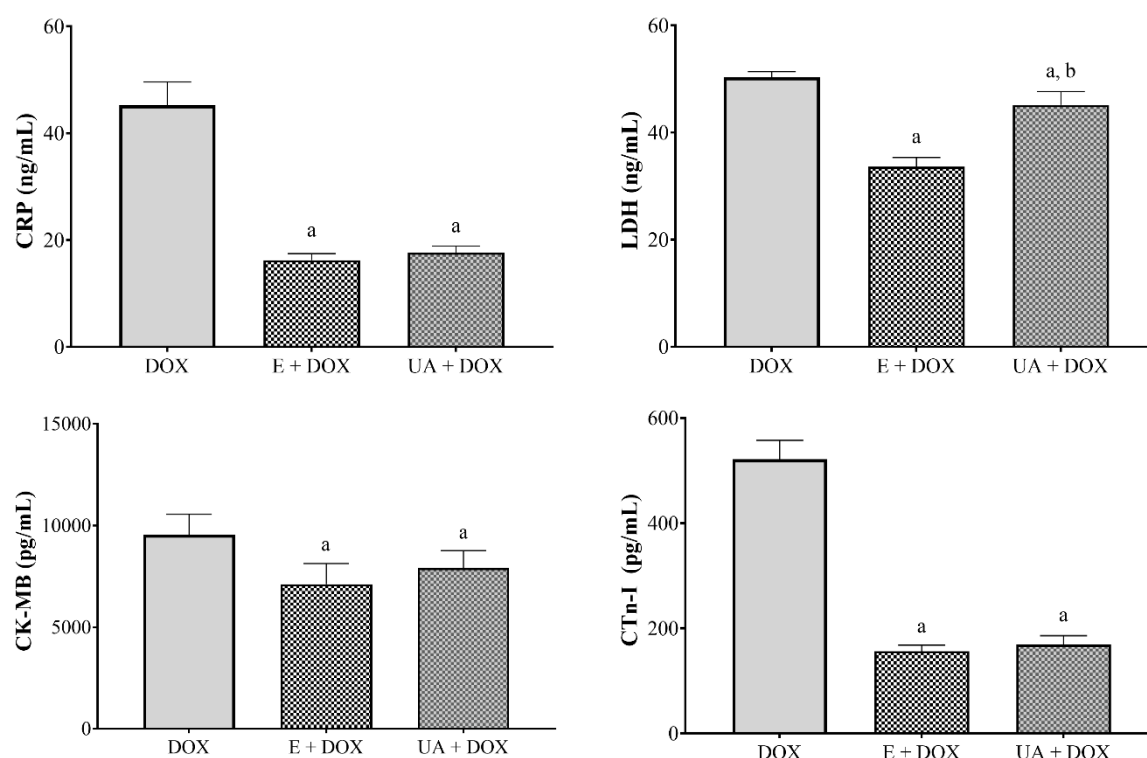 60
40
20
0
CRP (ng/mL)
a
a
DOX
E + DOX
UA + DOX
60
40
20
0
LDH (ng/mL)
a
a, b
DOX
E + DOX
UA + DOX
15000
10000
5000
0
CK-MB (pg/mL)
a
a
DOX
E + DOX
UA + DOX
600
400
200
0
CTn-I (pg/mL)
a
a
DOX
E + DOX
UA + DOX